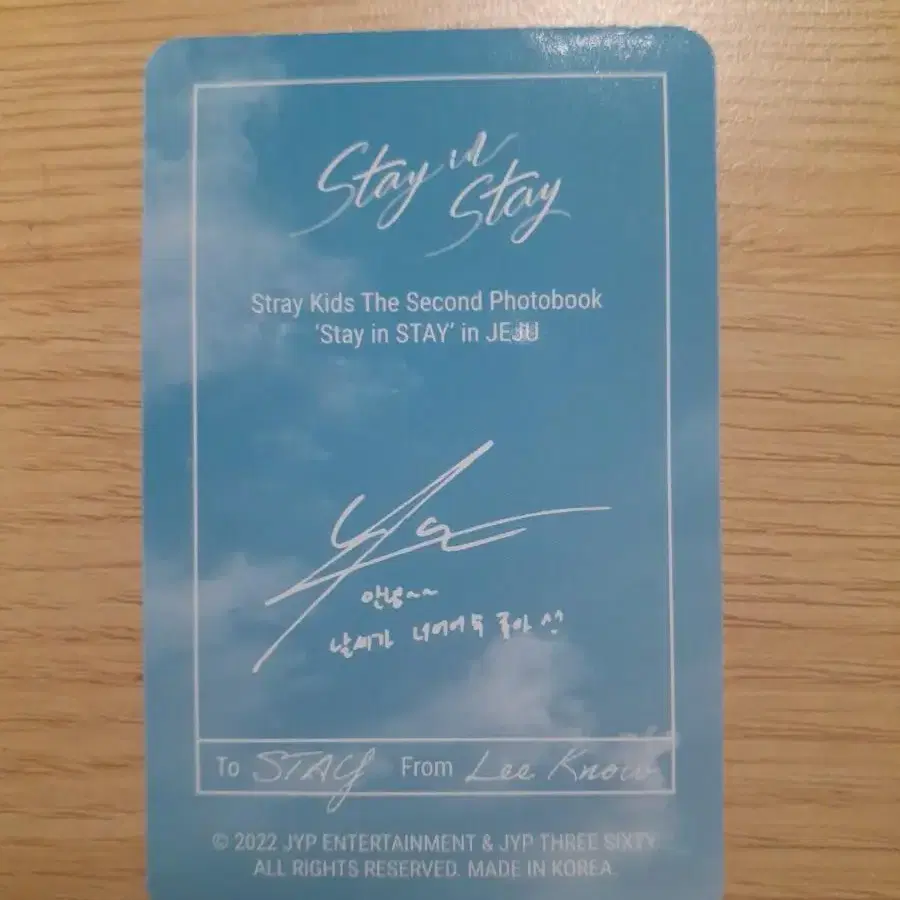 Stay in
Stay
Stray Kids The Second Photobook
'Stay in STAY' in JEJU
안녕~~
날씨가 너어어무 좋아
To STAY From Lee Know
© 2022 JYP ENTERTAINMENT & JYP THREE SIXTY.
ALL RIGHTS RESERVED. MADE IN KOREA.